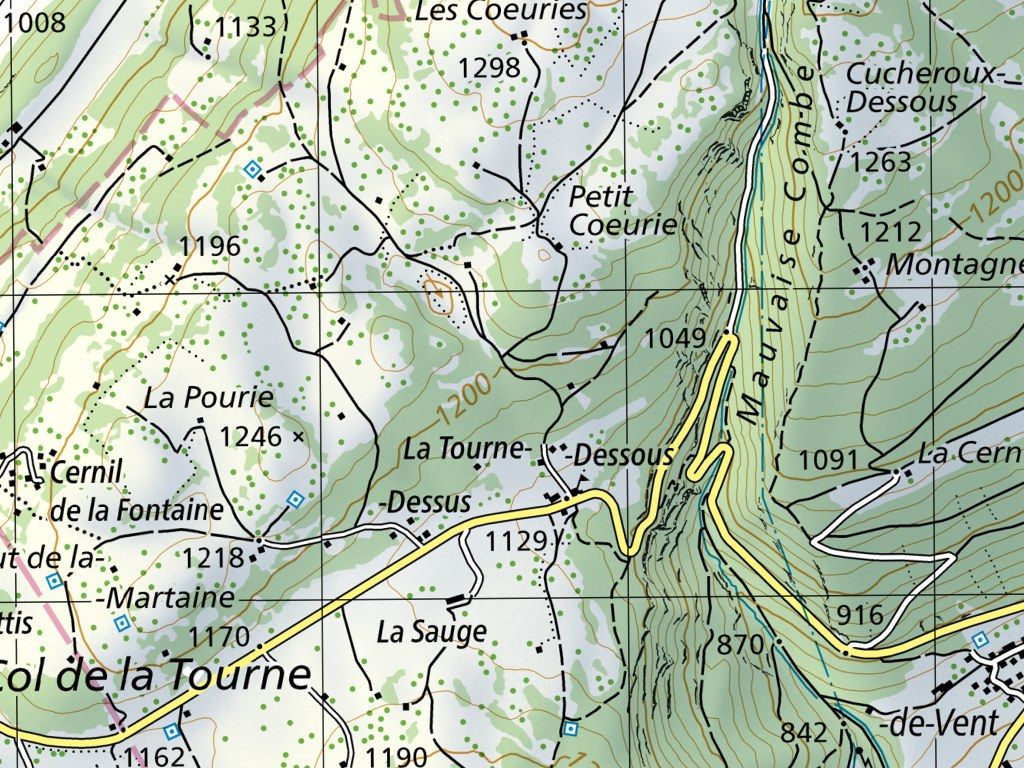 1008
1133
Les Coeuries
1298
Cucheroux-
Dessous
1263
Mauvaise Combe
1200
Petit
Coeurie
1196
1212
Montagne
1049
1200
La Pourie
1246
La Tourne-
-Dessous
1091
La Cern
Cernil
de la Fontaine
-Dessus
1129
ut de la-
1218
-Martaine
ttis
1170
La Sauge
916
870
Col de la Tourne
1162
1190
842
-de-Vent